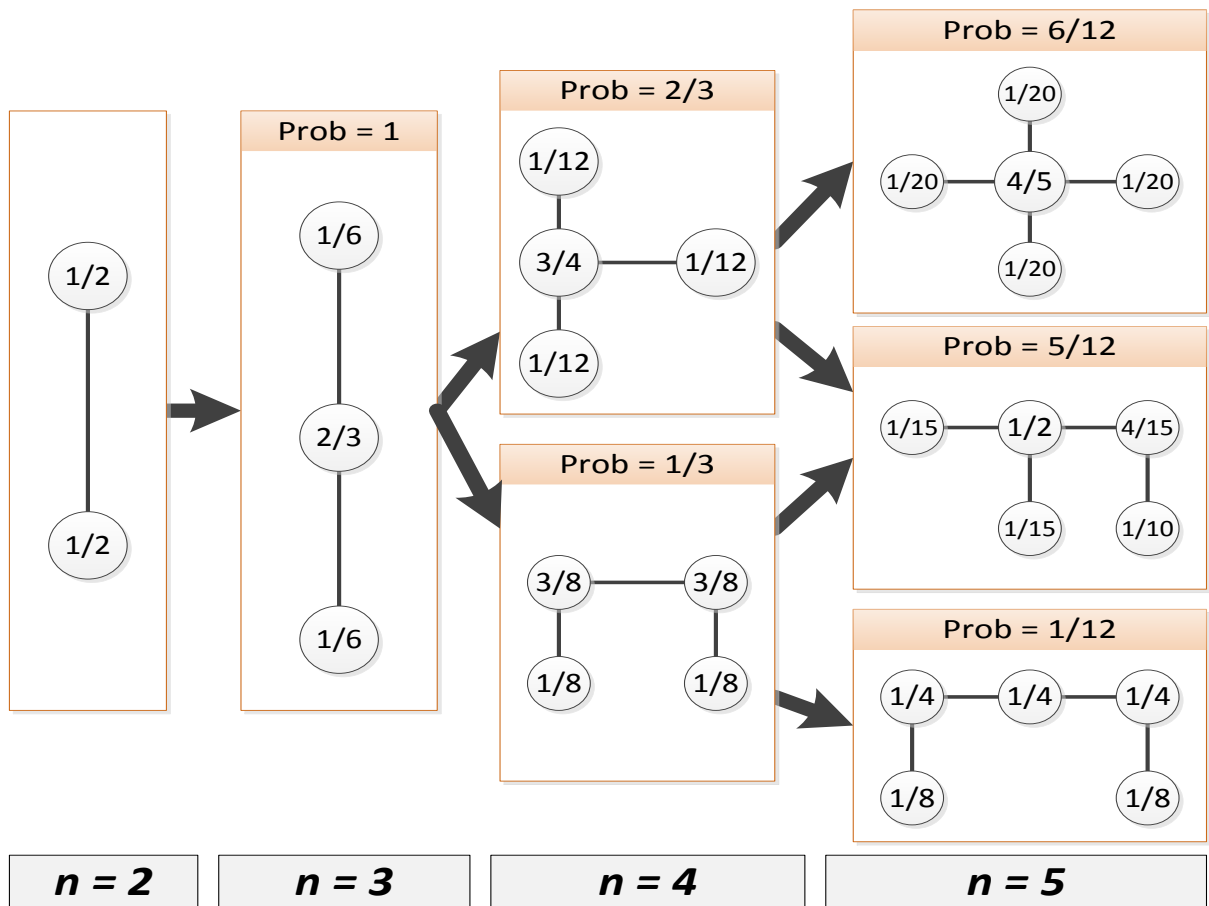 1/2
1/2
Prob = 1
1/6
2/3
1/6
Prob = 2/3
1/12
3/4
1/12
1/12
Prob = 1/3
3/8
3/8
1/8
1/8
Prob = 6/12
1/20
1/20
4/5
1/20
1/20
Prob = 5/12
1/15
1/2
4/15
1/15
1/10
Prob = 1/12
1/4
1/4
1/4
1/8
1/8
n = 2
n = 3
n = 4
n = 5